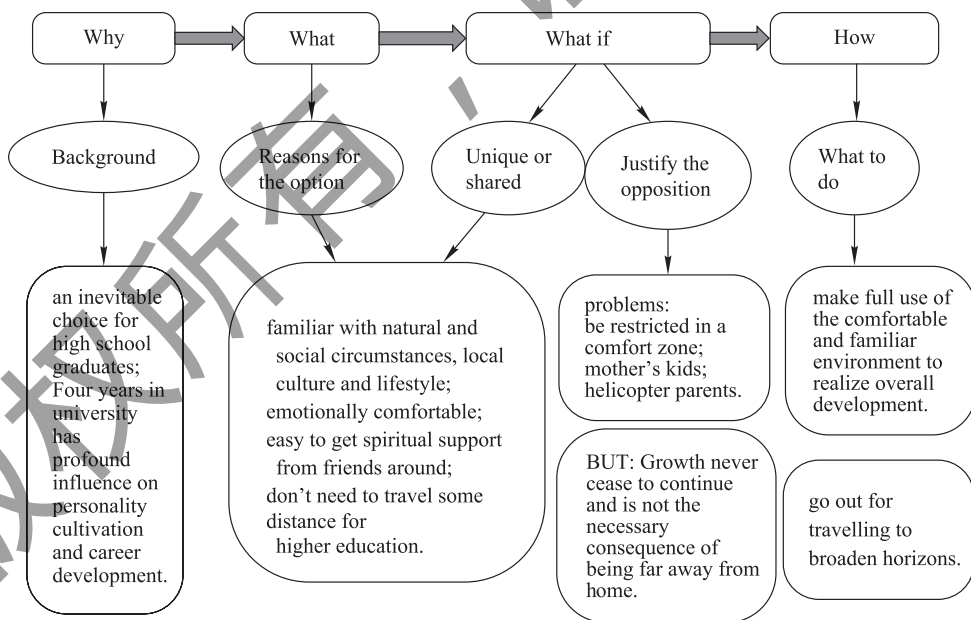 Why
What
What if
How
Background
Reasons for
the option
Unique or
shared
Justify the
opposition
What to
do
an inevitable
choice for
high school
graduates;
Four years in
university
has
profound
influence on
personality
cultivation
and career
development.
familiar with natural and
social circumstances, local
culture and lifestyle;
emotionally comfortable;
easy to get spiritual support
from friends around;
don't need to travel some
distance for
higher education.
problems:
be restricted in a
comfort zone;
mother's kids;
helicopter parents.
BUT: Growth never
cease to continue
and is not the
necessary
consequence of
being far away from
home.
make full use of
the comfortable
and familiar
environment to
realize overall
development.
go out for
travelling to
broaden horizons.
版权所有